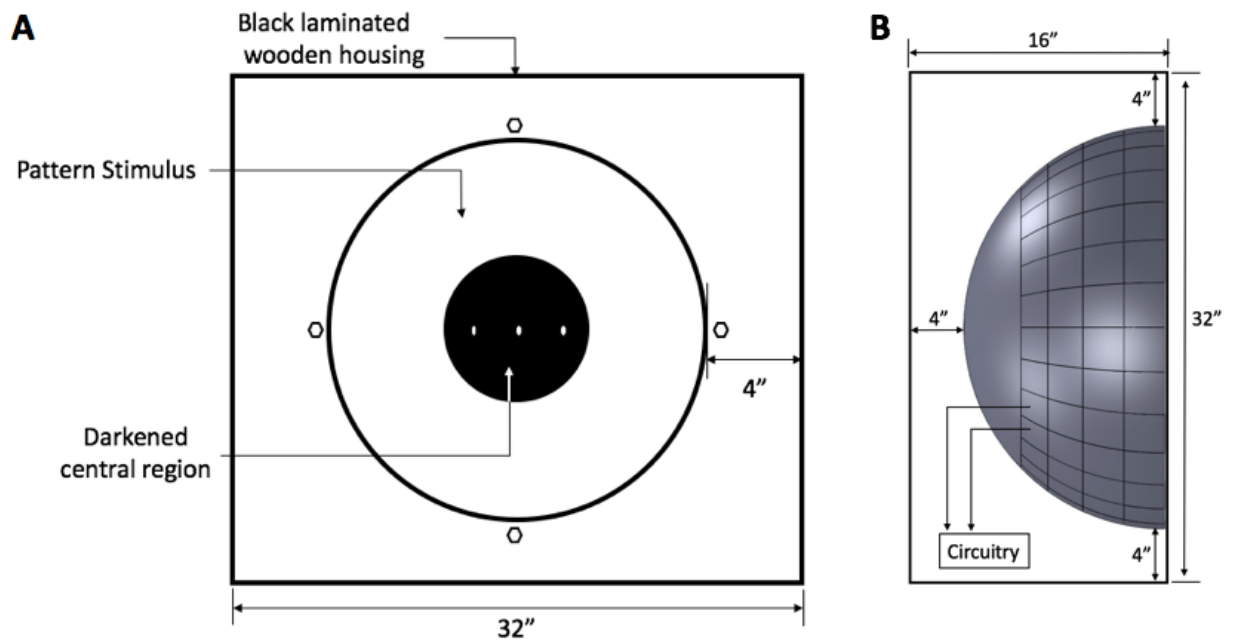 A
Black laminated
wooden housing
Pattern Stimulus
4”
Darkened
central region
32”
B
16”
4”
4”
32”
Circuitry
4”